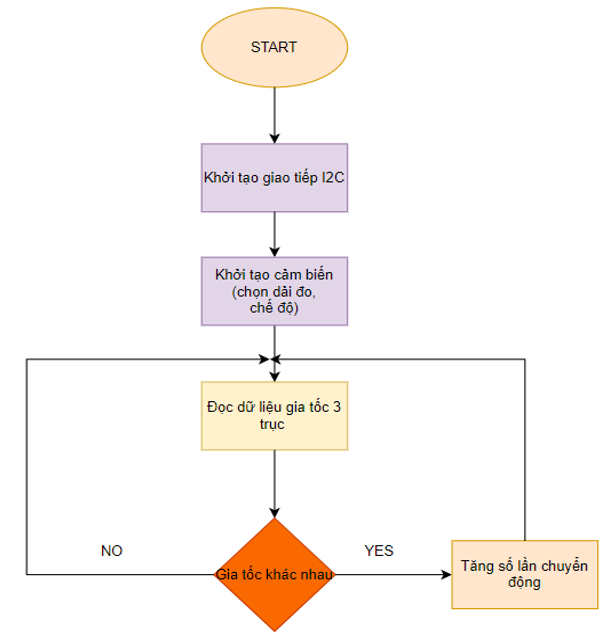 START
Khởi tạo giao tiếp I2C
Khởi tạo cảm biến
(chọn dải đo,
chế độ)
Đọc dữ liệu gia tốc 3
trục
NO
Gia tốc khác nhau
YES
Tăng số lần chuyển
động